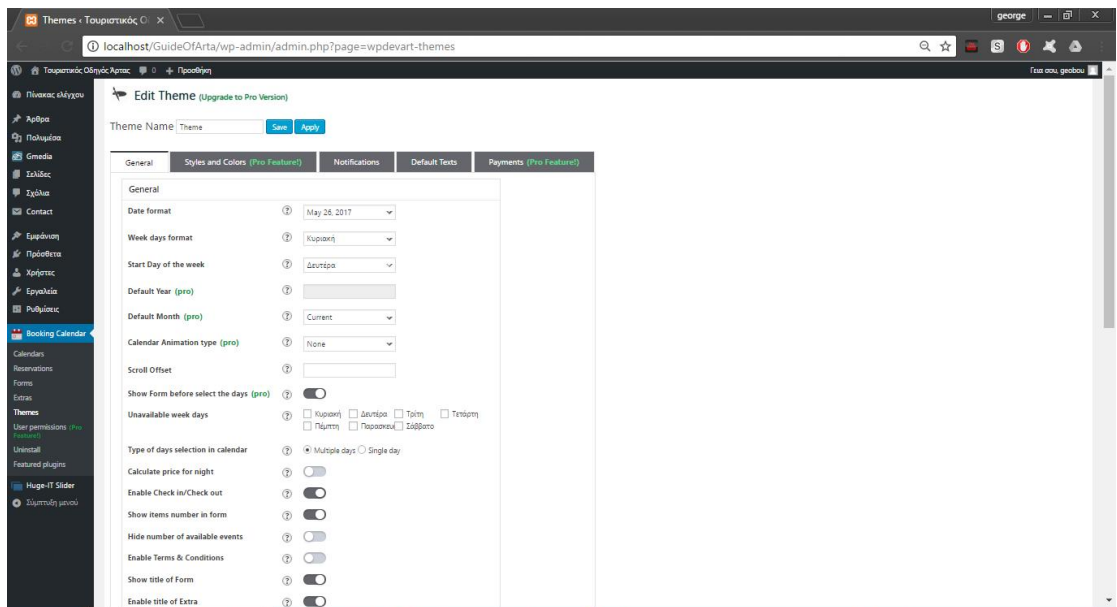 Themes ‹ Τουριστικός Ο
george
localhost/GuideOfArta/wp-admin/admin.php?page=wpdevart-themes
Τουριστικός Οδηγός Άρτας 0 + Προσθήκη
Γεια σου, geobou
Πίνακας ελέγχου
Άρθρα
Πολυμέσα
Gmedia
Σελίδες
Σχόλια
Contact
Εμφάνιση
Πρόσθετα
Χρήστες
Εργαλεία
Ρυθμίσεις
Booking Calendar
Calendars
Reservations
Forms
Extras
Themes
User permissions (Pro
Feature!)
Uninstall
Featured plugins
Huge-IT Slider
Σύμπτυξη μενού
Edit Theme (Upgrade to Pro Version)
Theme Name Theme Save Apply
General Styles and Colors (Pro Feature!) Notifications Default Texts Payments (Pro Feature!)
General
Date format ? May 26, 2017
Week days format ? Κυριακή
Start Day of the week ? Δευτέρα
Default Year (pro) ?
Default Month (pro) ? Current
Calendar Animation type (pro) ? None
Scroll Offset ?
Show Form before select the days (pro) ?
Unavailable week days ? Κυριακή Δευτέρα Τρίτη Τετάρτη
Πέμπτη Παρασκευ Σάββατο
Type of days selection in calendar ? Multiple days Single day
Calculate price for night ?
Enable Check in/Check out ?
Show items number in form ?
Hide number of available events ?
Enable Terms & Conditions ?
Show title of Form ?
Enable title of Extra ?